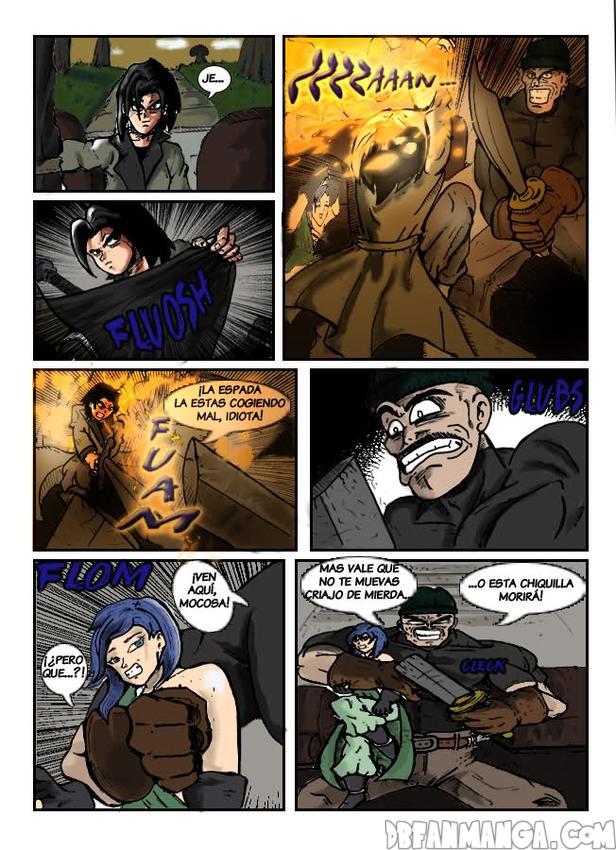 JE...
ZZZZZAAAN...
FLUOSH
¡LA ESPADA
LA ESTAS COGIENDO
MAL, IDIOTA!
FUAM
GLUBS
FLOM
¡VEN
AQUÍ,
MOCOSA!
¡¿PERO
QUE...?!
MAS VALE QUE
NO TE MUEVAS
CRIAJO DE MIERDA...
...O ESTA CHIQUILLA
MORIRÁ!
CLECK
DBFANMANGA.COM